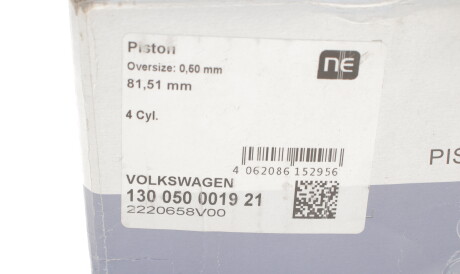 Piston
Oversize: 0,50 mm
81,51 mm
4 Cyl.
NE
4 062086 152956
VOLKSWAGEN
130 050 0019 21
2220658V00
PIS